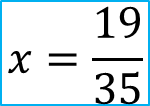 x = 19/35